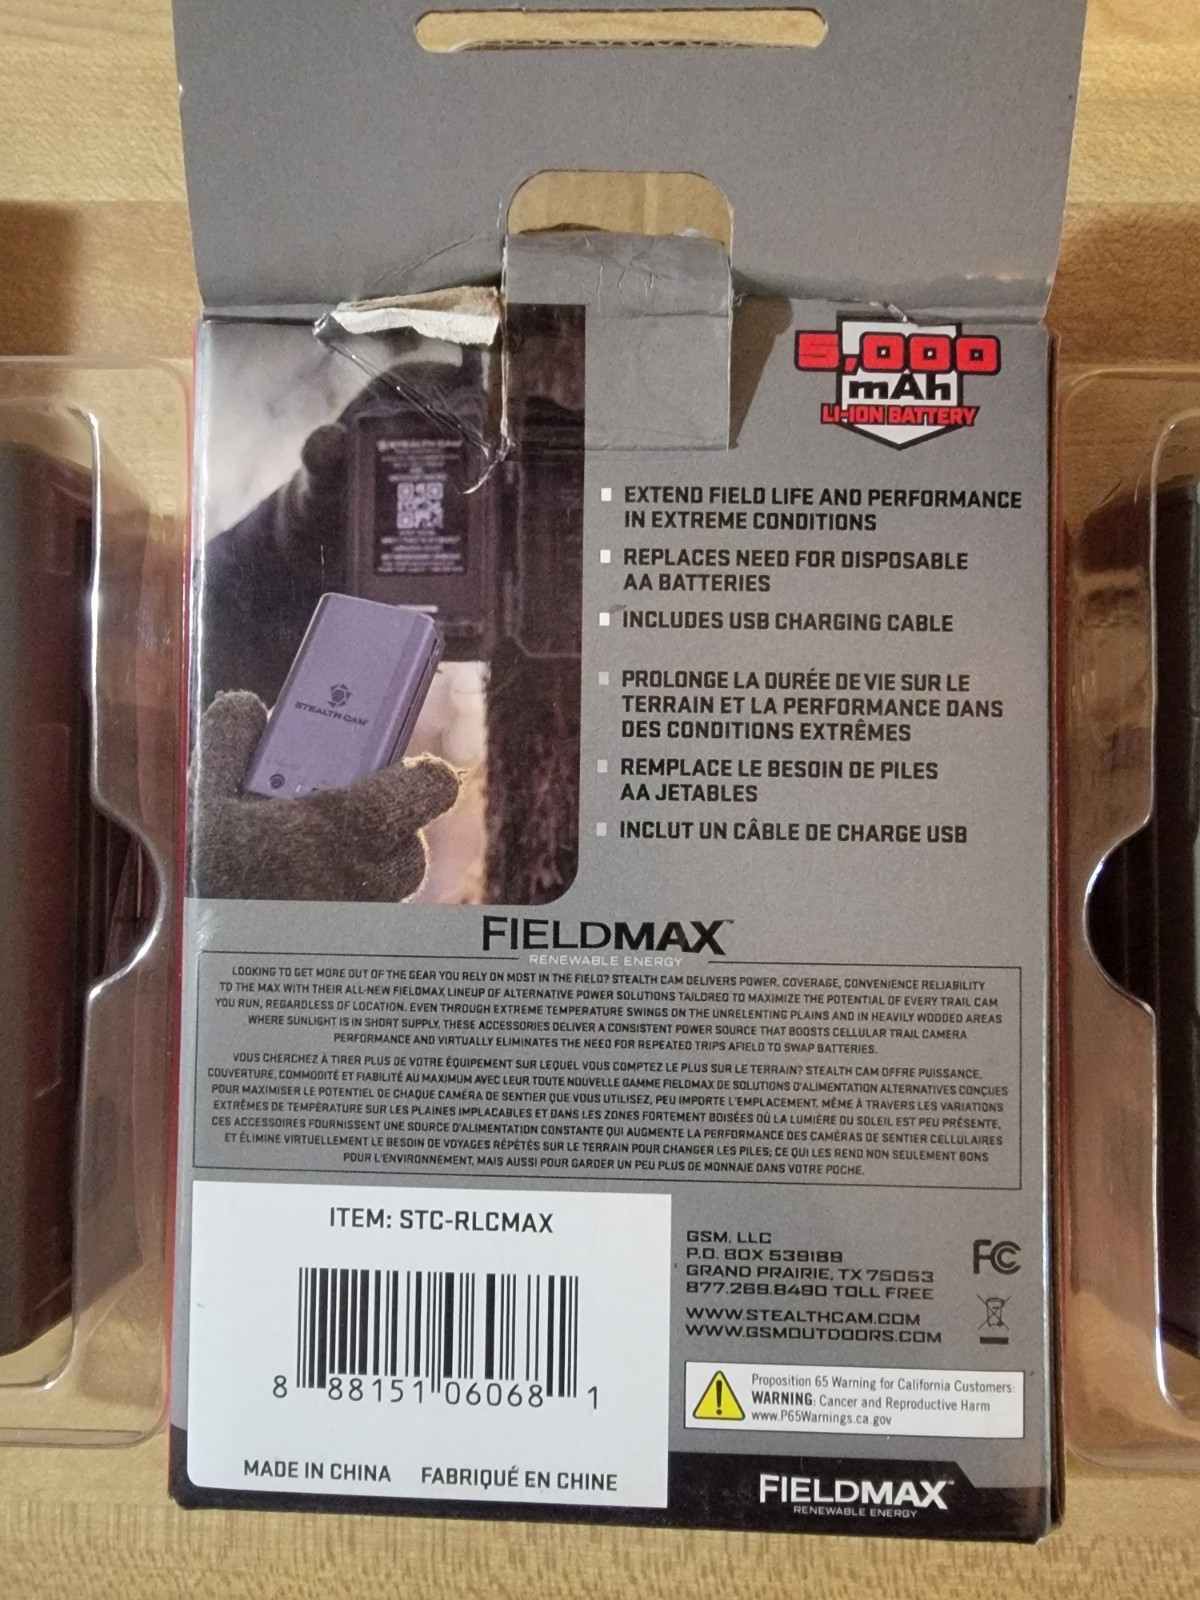 5,000
mAh
LI-ION BATTERY
EXTEND FIELD LIFE AND PERFORMANCE
IN EXTREME CONDITIONS
REPLACES NEED FOR DISPOSABLE
AA BATTERIES
INCLUDES USB CHARGING CABLE
PROLONGE LA DURÉE DE VIE SUR LE
TERRAIN ET LA PERFORMANCE DANS
DES CONDITIONS EXTRÊMES
REMPLACE LE BESOIN DE PILES
AA JETABLES
INCLUT UN CÂBLE DE CHARGE USB
STEALTH CAM
STEALTH CAM
FIELDMAX™
RENEWABLE ENERGY
LOOKING TO GET MORE OUT OF THE GEAR YOU RELY ON MOST IN THE FIELD? STEALTH CAM DELIVERS POWER, COVERAGE, CONVENIENCE RELIABILITY
TO THE MAX WITH THEIR ALL-NEW FIELDMAX LINEUP OF ALTERNATIVE POWER SOLUTIONS TAILORED TO MAXIMIZE THE POTENTIAL OF EVERY TRAIL CAM
YOU RUN, REGARDLESS OF LOCATION. EVEN THROUGH EXTREME TEMPERATURE SWINGS ON THE UNRELENTING PLAINS AND IN HEAVILY WOODED AREAS
WHERE SUNLIGHT IS IN SHORT SUPPLY, THESE ACCESSORIES DELIVER A CONSISTENT POWER SOURCE THAT BOOSTS CELLULAR TRAIL CAMERA
PERFORMANCE AND VIRTUALLY ELIMINATES THE NEED FOR REPEATED TRIPS AFIELD TO SWAP BATTERIES.
VOUS CHERCHEZ À TIRER PLUS DE VOTRE ÉQUIPEMENT SUR LEQUEL VOUS COMPTEZ LE PLUS SUR LE TERRAIN? STEALTH CAM OFFRE PUISSANCE,
COUVERTURE, COMMODITÉ ET FIABILITÉ AU MAXIMUM AVEC LEUR TOUTE NOUVELLE GAMME FIELDMAX DE SOLUTIONS D'ALIMENTATION ALTERNATIVES CONÇUES
POUR MAXIMISER LE POTENTIEL DE CHAQUE CAMÉRA DE SENTIER QUE VOUS UTILISEZ, PEU IMPORTE L'EMPLACEMENT. MÊME À TRAVERS LES VARIATIONS
EXTRÊMES DE TEMPÉRATURE SUR LES PLAINES IMPLACABLES ET DANS LES ZONES FORTEMENT BOISÉES OÙ LA LUMIÈRE DU SOLEIL EST PEU PRÉSENTE,
CES ACCESSOIRES FOURNISSENT UNE SOURCE D'ALIMENTATION CONSTANTE QUI AUGMENTE LA PERFORMANCE DES CAMÉRAS DE SENTIER CELLULAIRES
ET ÉLIMINE VIRTUELLEMENT LE BESOIN DE VOYAGES RÉPÉTÉS SUR LE TERRAIN POUR CHANGER LES PILES; CE QUI LES REND NON SEULEMENT BONS
POUR L'ENVIRONNEMENT, MAIS AUSSI POUR GARDER UN PEU PLUS DE MONNAIE DANS VOTRE POCHE.
ITEM: STC-RLCMAX
8 88151 06068 1
MADE IN CHINA FABRIQUÉ EN CHINE
GSM, LLC
P.O. BOX 539189
GRAND PRAIRIE, TX 75053
877.269.8490 TOLL FREE
WWW.STEALTHCAM.COM
WWW.GSMOUTDOORS.COM
FC
Proposition 65 Warning for California Customers:
WARNING: Cancer and Reproductive Harm
www.P65Warnings.ca.gov
FIELDMAX™
RENEWABLE ENERGY